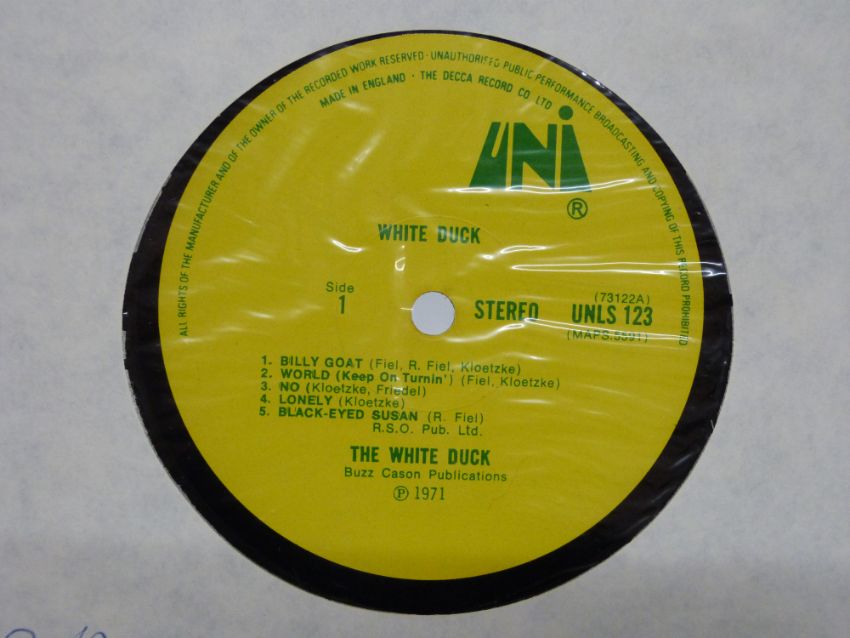 ALL RIGHTS OF THE MANUFACTURER AND OF THE OWNER OF THE RECORDED WORK RESERVED · UNAUTHORISED PUBLIC PERFORMANCE BROADCASTING AND COPYING OF THIS RECORD PROHIBITED
MADE IN ENGLAND · THE DECCA RECORD CO LTD
UNI
®
WHITE DUCK
Side
1
STEREO
(73122A)
UNLS 123
(MAPS.5591)
1. BILLY GOAT (Fiel, R. Fiel, Kloetzke)
2. WORLD (Keep On Turnin') (Fiel, Kloetzke)
3. NO (Kloetzke, Friedel)
4. LONELY (Kloetzke)
5. BLACK-EYED SUSAN (R. Fiel)
R.S.O. Pub. Ltd.
THE WHITE DUCK
Buzz Cason Publications
℗ 1971